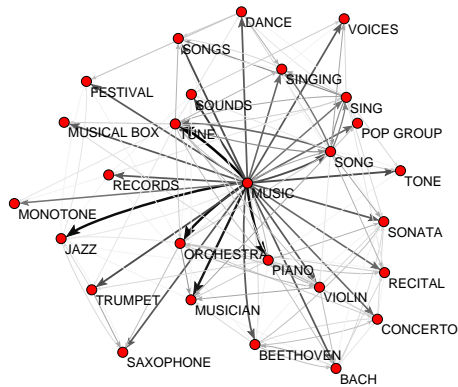 DANCE
VOICES
SONGS
SINGING
FESTIVAL
SOUNDS
SING
MUSICAL BOX
TUNE
POP GROUP
SONG
RECORDS
MUSIC
TONE
MONOTONE
SONATA
JAZZ
ORCHESTRA
PIANO
RECITAL
TRUMPET
MUSICIAN
VIOLIN
CONCERTO
SAXOPHONE
BEETHOVEN
BACH